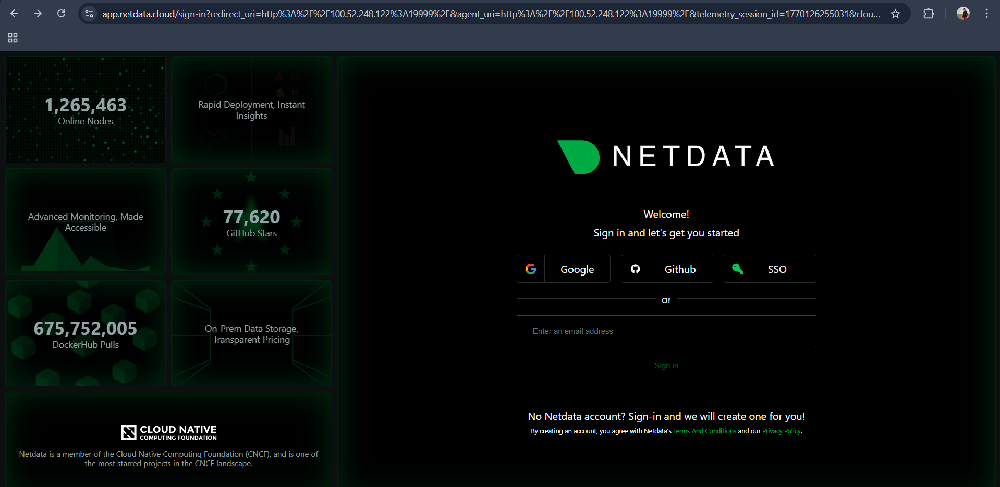 app.netdata.cloud/sign-in?redirect_uri=http%3A%2F%2F100.52.248.122%3A19999%2F&agent_uri=http%3A%2F%2F100.52.248.122%3A19999%2F&telemetry_session_id=1770126255031&clou...
1,265,463
Online Nodes
28
12
Rapid Deployment, Instant
Insights
Advanced Monitoring, Made
Accessible
77,620
GitHub Stars
675,752,005
DockerHub Pulls
On-Prem Data Storage,
Transparent Pricing
CLOUD NATIVE
COMPUTING FOUNDATION
Netdata is a member of the Cloud Native Computing Foundation (CNCF), and is one of
the most starred projects in the CNCF landscape.
NETDATA
Welcome!
Sign in and let's get you started
Google
Github
SSO
or
Enter an email address
Sign in
No Netdata account? Sign-in and we will create one for you!
By creating an account, you agree with Netdata's Terms And Conditions and our Privacy Policy.